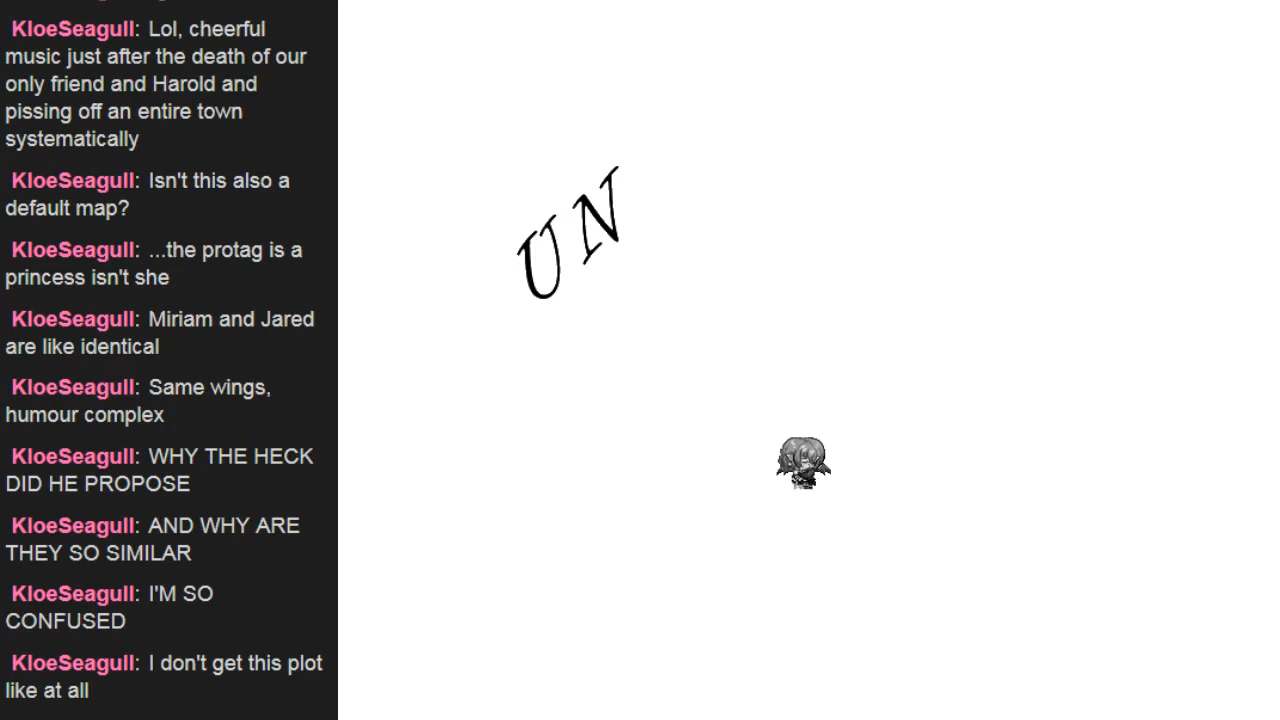 KloeSeagull: Lol, cheerful
music just after the death of our
only friend and Harold and
pissing off an entire town
systematically
KloeSeagull: Isn't this also a
default map?
KloeSeagull: ...the protag is a
princess isn't she
KloeSeagull: Miriam and Jared
are like identical
KloeSeagull: Same wings,
humour complex
KloeSeagull: WHY THE HECK
DID HE PROPOSE
KloeSeagull: AND WHY ARE
THEY SO SIMILAR
KloeSeagull: I'M SO
CONFUSED
KloeSeagull: I don't get this plot
like at all
UN